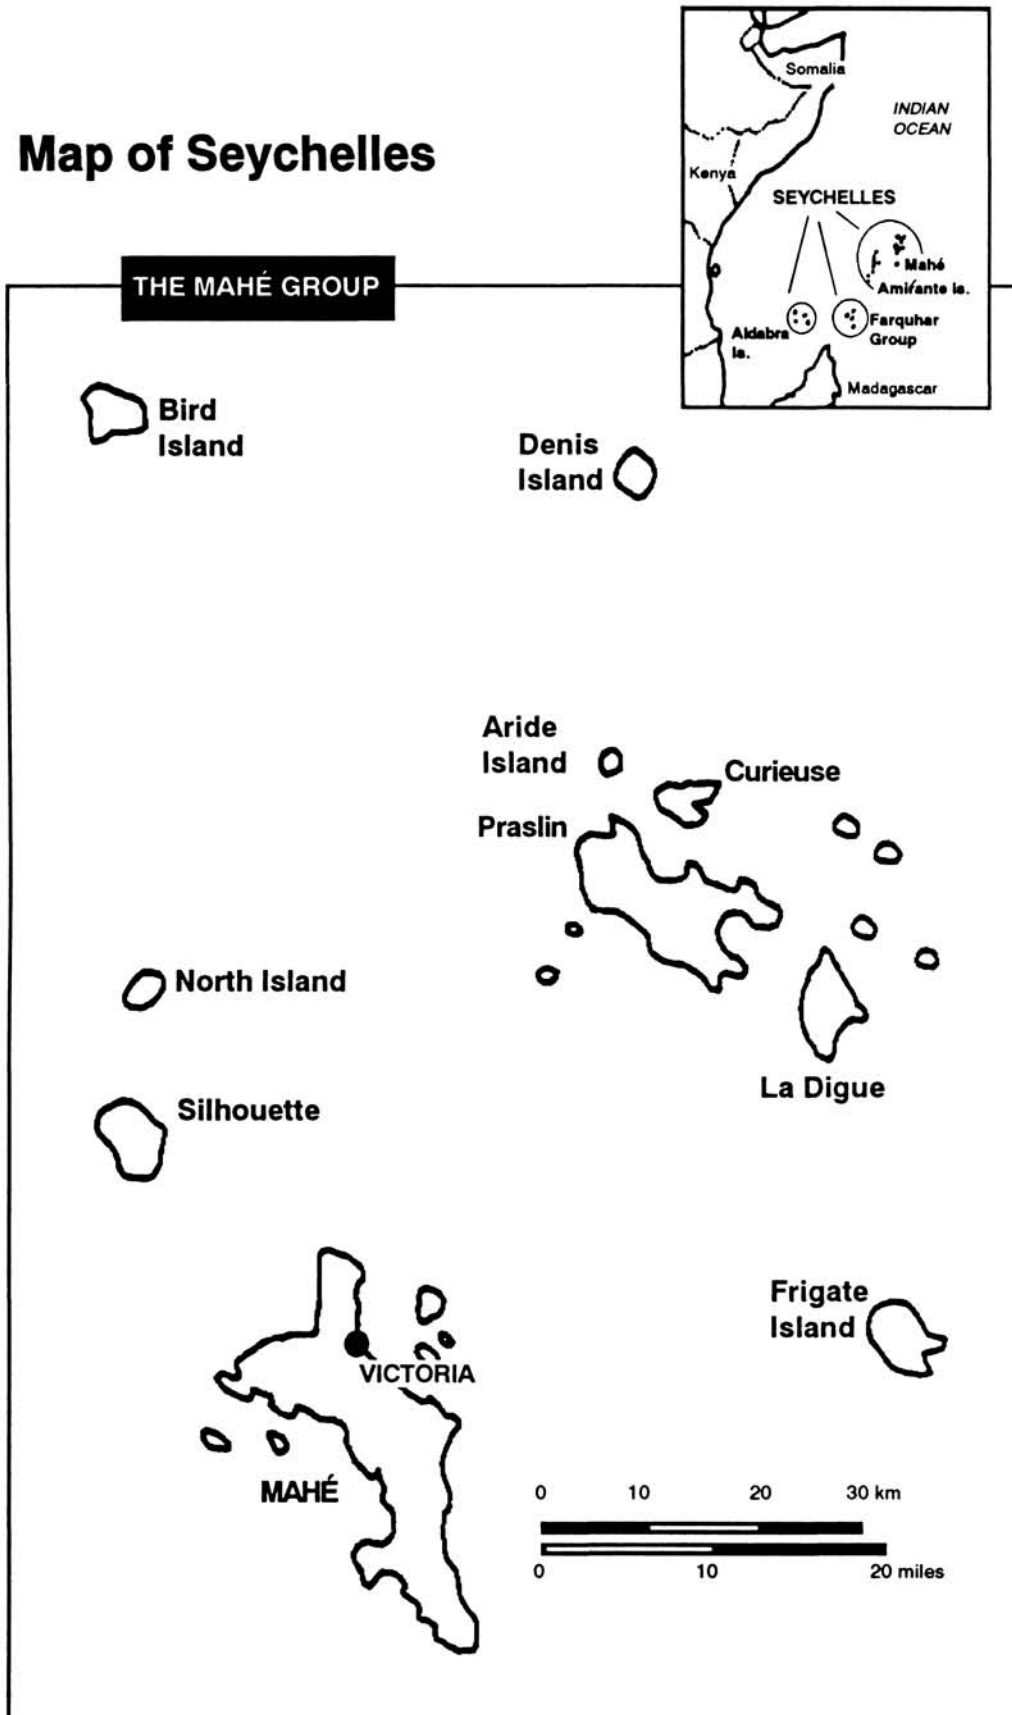 Map of Seychelles
Somalia
INDIAN
OCEAN
Kenya
SEYCHELLES
Mahé
Amirante Is.
Aldabra
Is.
Farquhar
Group
Madagascar
THE MAHÉ GROUP
Bird
Island
Denis
Island
Aride
Island
Curieuse
Praslin
North Island
La Digue
Silhouette
Frigate
Island
VICTORIA
MAHÉ
0 10 20 30 km
0 10 20 miles